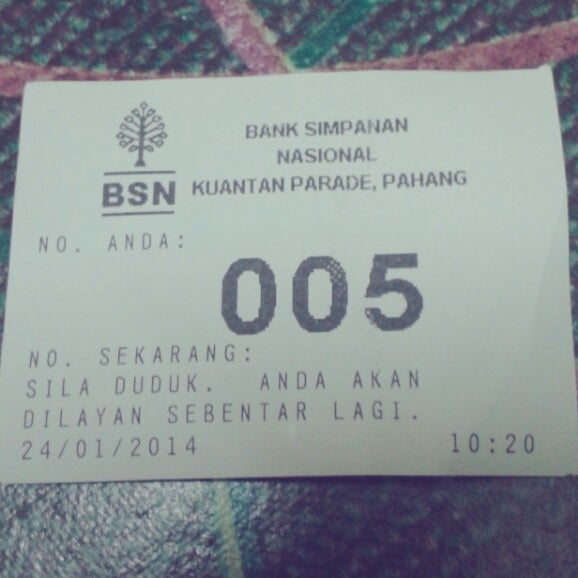 BANK SIMPANAN
NASIONAL
BSN
KUANTAN PARADE, PAHANG
NO. ANDA:
005
NO. SEKARANG:
SILA DUDUK. ANDA AKAN
DILAYAN SEBENTAR LAGI.
24/01/2014 10:20